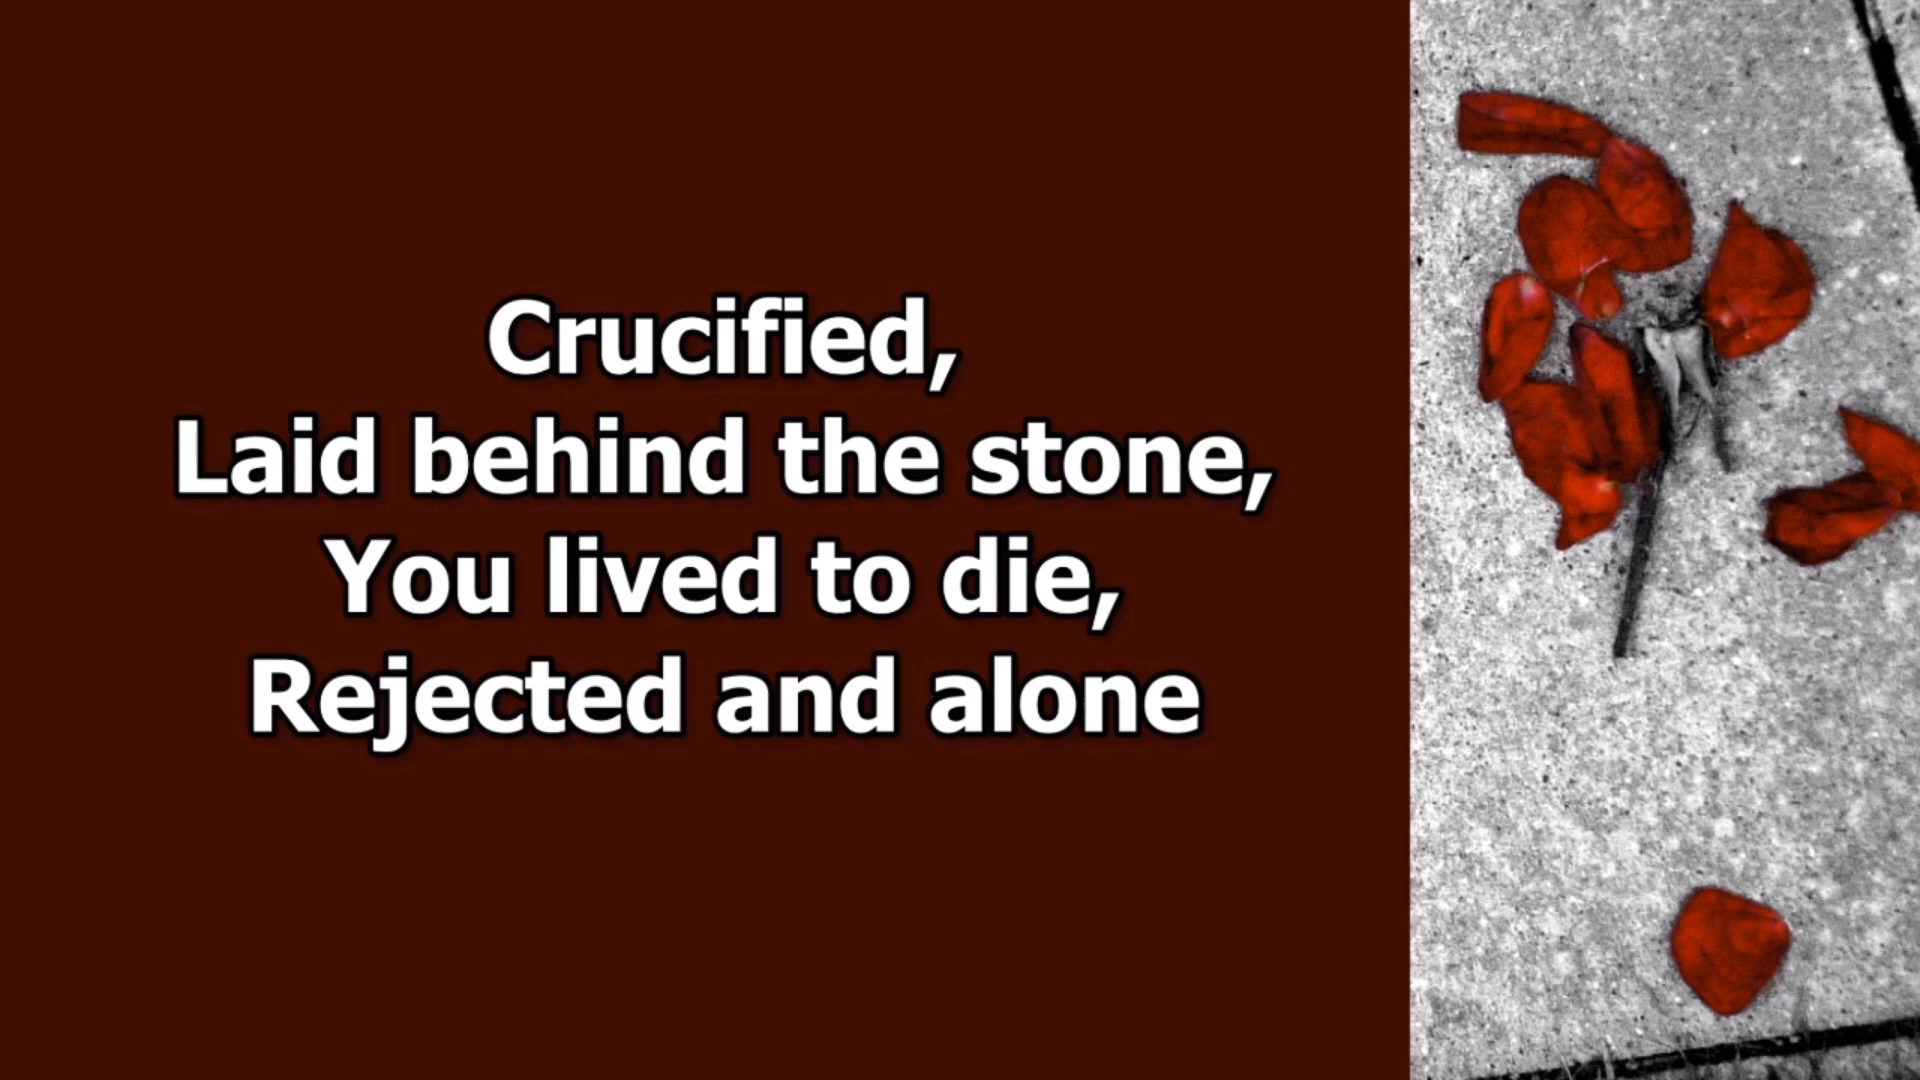 Crucified,
Laid behind the stone,
You lived to die,
Rejected and alone